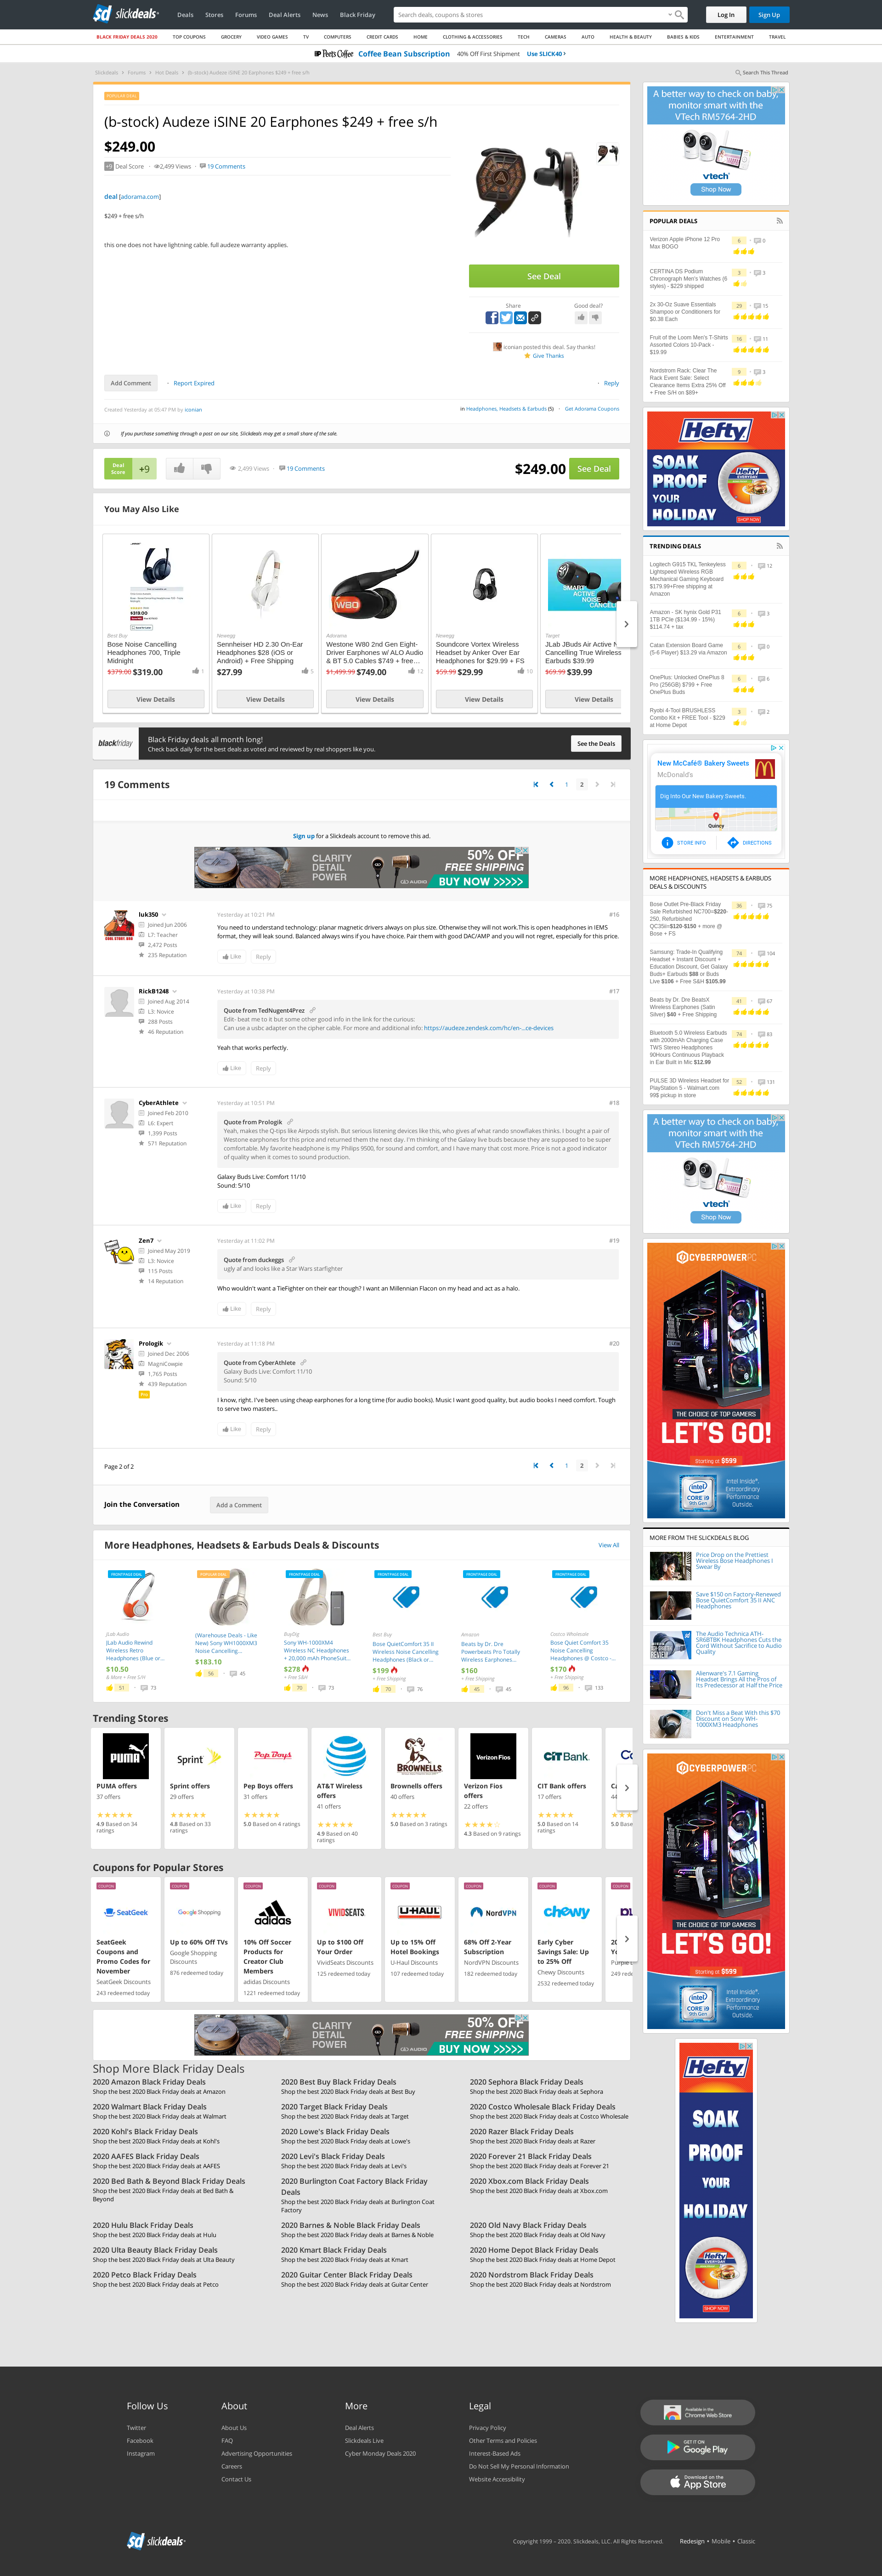 slickdeals
Deals
Stores
Forums
Deal Alerts
News
Black Friday
Search deals, coupons & stores
Log In
Sign Up
BLACK FRIDAY DEALS 2020
TOP COUPONS
GROCERY
VIDEO GAMES
TV
COMPUTERS
CREDIT CARDS
HOME
CLOTHING & ACCESSORIES
TECH
CAMERAS
AUTO
HEALTH & BEAUTY
BABIES & KIDS
ENTERTAINMENT
TRAVEL
Peet's Coffee Coffee Bean Subscription 40% Off First Shipment Use SLICK40 >
Slickdeals > Forums > Hot Deals > (b-stock) Audeze iSINE 20 Earphones $249 + free s/h
Search This Thread
POPULAR DEAL
(b-stock) Audeze iSINE 20 Earphones $249 + free s/h
$249.00
+9 Deal Score
2,499 Views
19 Comments
deal [adorama.com]
$249 + free s/h
this one does not have lightning cable. full audeze warranty applies.
See Deal
Share
Good deal?
iconian posted this deal. Say thanks!
Give Thanks
Add Comment
Report Expired
Reply
Created Yesterday at 05:47 PM by iconian
in Headphones, Headsets & Earbuds (5)
Get Adorama Coupons
If you purchase something through a post on our site, Slickdeals may get a small share of the sale.
Deal Score +9
2,499 Views
19 Comments
$249.00 See Deal
You May Also Like
Best Buy
Bose Noise Cancelling Headphones 700, Triple Midnight
$379.00 $319.00
1
View Details
Newegg
Sennheiser HD 2.30 On-Ear Headphones $28 (iOS or Android) + Free Shipping
$27.99
5
View Details
Adorama
Westone W80 2nd Gen Eight-Driver Earphones w/ ALO Audio & BT 5.0 Cables $749 + free...
$1,499.99 $749.00
12
View Details
Newegg
Soundcore Vortex Wireless Headset by Anker Over Ear Headphones for $29.99 + FS
$59.99 $29.99
10
View Details
Target
JLab JBuds Air Active N
Cancelling True Wireless
Earbuds $39.99
$69.99 $39.99
View Details
blackfriday
Black Friday deals all month long!
Check back daily for the best deals as voted and reviewed by real shoppers like you.
See the Deals
19 Comments
1
2
Sign up for a Slickdeals account to remove this ad.
CLARITY DETAIL POWER
50% OFF
FREE SHIPPING
BUY NOW >>>>>
luk350
Joined Jun 2006
L7: Teacher
2,472 Posts
235 Reputation
Yesterday at 10:21 PM
#16
You need to understand technology: planar magnetic drivers always on plus size. Otherwise they will not work.This is open headphones in IEMS
format, they will leak sound. Balanced always wins if you have choice. Pair them with good DAC/AMP and you will not regret, especially for this price.
Like
Reply
RickB1248
Joined Aug 2014
L3: Novice
288 Posts
46 Reputation
Yesterday at 10:38 PM
#17
Quote from TedNugent4Prez
Edit- beat me to it but some other good info in the link for the curious:
Can use a usbc adapter on the cipher cable. For more and additional info: https://audeze.zendesk.com/hc/en-...ce-devices
Yeah that works perfectly.
Like
Reply
CyberAthlete
Joined Feb 2010
L6: Expert
1,399 Posts
571 Reputation
Yesterday at 10:51 PM
#18
Quote from Prologik
Yeah, makes the Q-tips like Airpods stylish. But serious listening devices like this, who gives af what rando snowflakes thinks. I bought a pair of
Westone earphones for this price and returned them the next day. I'm thinking of the Galaxy live buds because they are supposed to be super
comfortable. My favorite headphone is my Philips 9500, for sound and comfort, and I have many that cost more. Price is not a good indicator
of quality when it comes to sound production.
Galaxy Buds Live: Comfort 11/10
Sound: 5/10
Like
Reply
Zen7
Joined May 2019
L3: Novice
115 Posts
14 Reputation
Yesterday at 11:02 PM
#19
Quote from duckeggs
ugly af and looks like a Star Wars starfighter
Who wouldn't want a TieFighter on their ear though? I want an Millennian Flacon on my head and act as a halo.
Like
Reply
Prologik
Joined Dec 2006
MagniCowpie
1,765 Posts
439 Reputation
Pro
Yesterday at 11:18 PM
#20
Quote from CyberAthlete
Galaxy Buds Live: Comfort 11/10
Sound: 5/10
I know, right. I've been using cheap earphones for a long time (for audio books). Music I want good quality, but audio books I need comfort. Tough
to serve two masters..
Like
Reply
Page 2 of 2
1
2
Join the Conversation
Add a Comment
More Headphones, Headsets & Earbuds Deals & Discounts
View All
FRONTPAGE DEAL
JLab Audio
JLab Audio Rewind Wireless Retro Headphones (Blue or...
$10.50
& More + Free S/H
51
73
POPULAR DEAL
(Warehouse Deals - Like New) Sony WH1000XM3 Noise Cancelling...
$183.10
56
45
FRONTPAGE DEAL
BuyDig
Sony WH-1000XM4 Wireless NC Headphones + 20,000 mAh PhoneSuit...
$278
+ Free S&H
70
73
FRONTPAGE DEAL
Best Buy
Bose QuietComfort 35 II Wireless Noise Cancelling Headphones (Black or...
$199
+ Free Shipping
70
76
FRONTPAGE DEAL
Amazon
Beats by Dr. Dre Powerbeats Pro Totally Wireless Earphones...
$160
+ Free Shipping
45
45
FRONTPAGE DEAL
Costco Wholesale
Bose Quiet Comfort 35 Noise Cancelling Headphones @ Costco -...
$170
+ Free Shipping
96
133
Trending Stores
PUMA offers
37 offers
4.9 Based on 34 ratings
Sprint offers
29 offers
4.8 Based on 33 ratings
Pep Boys offers
31 offers
5.0 Based on 4 ratings
AT&T Wireless offers
41 offers
4.9 Based on 40 ratings
Brownells offers
40 offers
5.0 Based on 3 ratings
Verizon Fios offers
22 offers
4.3 Based on 9 ratings
CIT Bank offers
17 offers
5.0 Based on 14 ratings
Coupons for Popular Stores
COUPON
SeatGeek Coupons and Promo Codes for November
SeatGeek Discounts
243 redeemed today
COUPON
Up to 60% Off TVs
Google Shopping Discounts
876 redeemed today
COUPON
10% Off Soccer Products for Creator Club Members
adidas Discounts
1221 redeemed today
COUPON
Up to $100 Off Your Order
VividSeats Discounts
125 redeemed today
COUPON
Up to 15% Off Hotel Bookings
U-Haul Discounts
107 redeemed today
COUPON
68% Off 2-Year Subscription
NordVPN Discounts
182 redeemed today
COUPON
Early Cyber Savings Sale: Up to 25% Off
Chewy Discounts
2532 redeemed today
COUPON
CLARITY DETAIL POWER
50% OFF
FREE SHIPPING
BUY NOW >>>>>
Shop More Black Friday Deals
2020 Amazon Black Friday Deals
Shop the best 2020 Black Friday deals at Amazon
2020 Best Buy Black Friday Deals
Shop the best 2020 Black Friday deals at Best Buy
2020 Sephora Black Friday Deals
Shop the best 2020 Black Friday deals at Sephora
2020 Walmart Black Friday Deals
Shop the best 2020 Black Friday deals at Walmart
2020 Target Black Friday Deals
Shop the best 2020 Black Friday deals at Target
2020 Costco Wholesale Black Friday Deals
Shop the best 2020 Black Friday deals at Costco Wholesale
2020 Kohl's Black Friday Deals
Shop the best 2020 Black Friday deals at Kohl's
2020 Lowe's Black Friday Deals
Shop the best 2020 Black Friday deals at Lowe's
2020 Razer Black Friday Deals
Shop the best 2020 Black Friday deals at Razer
2020 AAFES Black Friday Deals
Shop the best 2020 Black Friday deals at AAFES
2020 Levi's Black Friday Deals
Shop the best 2020 Black Friday deals at Levi's
2020 Forever 21 Black Friday Deals
Shop the best 2020 Black Friday deals at Forever 21
2020 Bed Bath & Beyond Black Friday Deals
Shop the best 2020 Black Friday deals at Bed Bath & Beyond
2020 Burlington Coat Factory Black Friday Deals
Shop the best 2020 Black Friday deals at Burlington Coat Factory
2020 Xbox.com Black Friday Deals
Shop the best 2020 Black Friday deals at Xbox.com
2020 Hulu Black Friday Deals
Shop the best 2020 Black Friday deals at Hulu
2020 Barnes & Noble Black Friday Deals
Shop the best 2020 Black Friday deals at Barnes & Noble
2020 Old Navy Black Friday Deals
Shop the best 2020 Black Friday deals at Old Navy
2020 Ulta Beauty Black Friday Deals
Shop the best 2020 Black Friday deals at Ulta Beauty
2020 Kmart Black Friday Deals
Shop the best 2020 Black Friday deals at Kmart
2020 Home Depot Black Friday Deals
Shop the best 2020 Black Friday deals at Home Depot
2020 Petco Black Friday Deals
Shop the best 2020 Black Friday deals at Petco
2020 Guitar Center Black Friday Deals
Shop the best 2020 Black Friday deals at Guitar Center
2020 Nordstrom Black Friday Deals
Shop the best 2020 Black Friday deals at Nordstrom
A better way to check on baby, monitor smart with the VTech RM5764-2HD
vtech
Shop Now
POPULAR DEALS
Verizon Apple iPhone 12 Pro Max BOGO
6
0
CERTINA DS Podium Chronograph Men's Watches (6 styles) - $229 shipped
3
3
2x 30-Oz Suave Essentials Shampoo or Conditioners for $0.38 Each
29
15
Fruit of the Loom Men's T-Shirts Assorted Colors 10-Pack - $19.99
16
11
Nordstrom Rack: Clear The Rack Event Sale: Select Clearance Items Extra 25% Off + Free S/H on $89+
9
3
Hefty
SOAK PROOF YOUR HOLIDAY
SHOP NOW
TRENDING DEALS
Logitech G915 TKL Tenkeyless Lightspeed Wireless RGB Mechanical Gaming Keyboard $179.99+Free shipping at Amazon
6
12
Amazon - SK hynix Gold P31 1TB PCIe ($134.99 - 15%) $114.74 + tax
6
3
Catan Extension Board Game (5-6 Player) $13.29 via Amazon
6
0
OnePlus: Unlocked OnePlus 8 Pro (256GB) $799 + Free OnePlus Buds
6
6
Ryobi 4-Tool BRUSHLESS Combo Kit + FREE Tool - $229 at Home Depot
3
2
New McCafé® Bakery Sweets
McDonald's
Dig Into Our New Bakery Sweets.
Quincy
STORE INFO
DIRECTIONS
MORE HEADPHONES, HEADSETS & EARBUDS DEALS & DISCOUNTS
Bose Outlet Pre-Black Friday Sale Refurbished NC700=$220-250, Refurbished QC35ii=$120-$150 + more @ Bose + FS
36
75
Samsung: Trade-In Qualifying Headset + Instant Discount + Education Discount, Get Galaxy Buds+ Earbuds $88 or Buds Live $106 + Free S&H $105.99
74
104
Beats by Dr. Dre BeatsX Wireless Earphones (Satin Silver) $40 + Free Shipping
41
67
Bluetooth 5.0 Wireless Earbuds with 2000mAh Charging Case TWS Stereo Headphones 90Hours Continuous Playback in Ear Built in Mic $12.99
74
83
PULSE 3D Wireless Headset for PlayStation 5 - Walmart.com 99$ pickup in store
52
131
A better way to check on baby, monitor smart with the VTech RM5764-2HD
vtech
Shop Now
CYBERPOWERPC
THE CHOICE OF TOP GAMERS
LET'S GO!
Starting at $599
intel CORE i9 9th Gen
Intel Inside®. Extraordinary Performance Outside.
MORE FROM THE SLICKDEALS BLOG
Price Drop on the Prettiest Wireless Bose Headphones I Swear By
Save $150 on Factory-Renewed Bose QuietComfort 35 II ANC Headphones
The Audio Technica ATH-SR6BTBK Headphones Cuts the Cord Without Sacrifice to Audio Quality
Alienware's 7.1 Gaming Headset Brings All the Pros of Its Predecessor at Half the Price
Don't Miss a Beat With this $70 Discount on Sony WH-1000XM3 Headphones
CYBERPOWERPC
THE CHOICE OF TOP GAMERS
LET'S GO!
Starting at $599
intel CORE i9 9th Gen
Intel Inside®. Extraordinary Performance Outside.
Hefty
SOAK PROOF YOUR HOLIDAY
SHOP NOW
Follow Us
Twitter
Facebook
Instagram
About
About Us
FAQ
Advertising Opportunities
Careers
Contact Us
More
Deal Alerts
Slickdeals Live
Cyber Monday Deals 2020
Legal
Privacy Policy
Other Terms and Policies
Interest-Based Ads
Do Not Sell My Personal Information
Website Accessibility
Available in the Chrome Web Store
GET IT ON Google Play
Download on the App Store
slickdeals
Copyright 1999 - 2020. Slickdeals, LLC. All Rights Reserved.
Redesign • Mobile • Classic